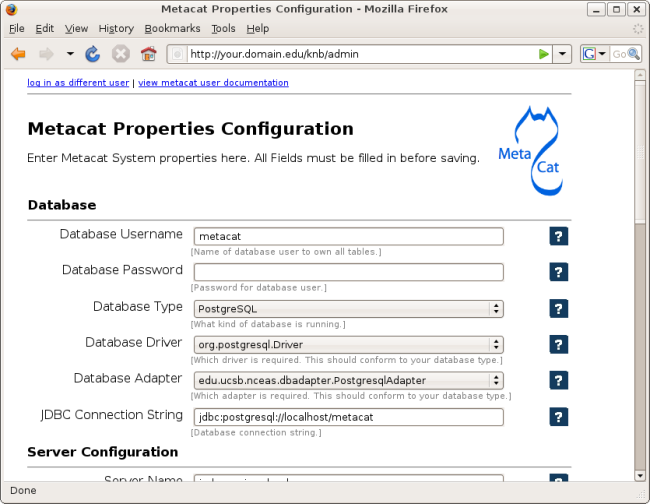 Metacat Properties Configuration - Mozilla Firefox
File Edit View History Bookmarks Tools Help
http://your.domain.edu/knb/admin
G
Go
log in as different user | view metacat user documentation
Metacat Properties Configuration
Enter Metacat System properties here. All Fields must be filled in before saving.
Meta
Cat
Database
Database Username metacat ?
[Name of database user to own all tables.]
Database Password ?
[Password for database user.]
Database Type PostgreSQL ?
[What kind of database is running.]
Database Driver org.postgresql.Driver ?
[Which driver is required. This should conform to your database type.]
Database Adapter edu.ucsb.nceas.dbadapter.PostgresqlAdapter ?
[Which adapter is required. This should conform to your database type.]
JDBC Connection String jdbc:postgresql://localhost/metacat ?
[Database connection string.]
Server Configuration
Server Name ?
Done